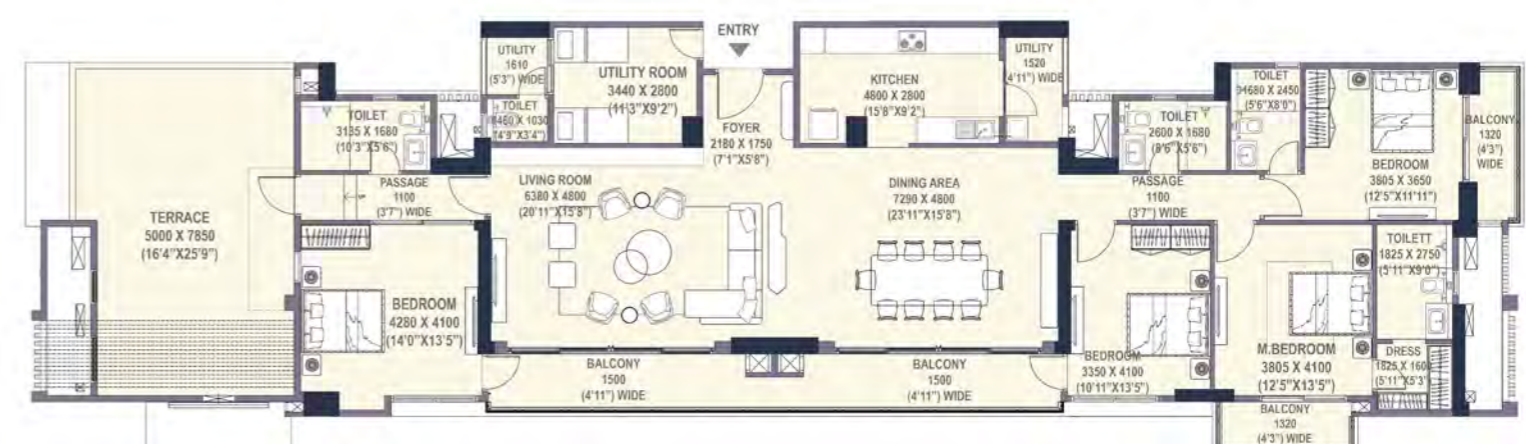 ENTRY
UTILITY
1610
(5'3") WIDE
UTILITY ROOM
3440 X 2800
(11'3"X9'2")
KITCHEN
4800 X 2800
(15'8"X9'2")
UTILITY
1520
(4'11") WIDE
TOILET
3135 X 1680
(10'3"X5'6")
TOILET
1460 X 1030
(4'9"X3'4")
FOYER
2180 X 1750
(7'1"X5'8")
TOILET
2600 X 1680
(8'6"X5'6")
TOILET
1680 X 2450
(5'6"X8'0")
BEDROOM
3805 X 3650
(12'5"X11'11")
BALCONY
1320
(4'3")
WIDE
TERRACE
5000 X 7850
(16'4"X25'9")
PASSAGE
1100
(3'7") WIDE
LIVING ROOM
6380 X 4800
(20'11"X15'8")
DINING AREA
7290 X 4800
(23'11"X15'8")
PASSAGE
1100
(3'7") WIDE
TOILETT
1825 X 2750
(5'11"X9'0")
BEDROOM
4280 X 4100
(14'0"X13'5")
BALCONY
1500
(4'11") WIDE
BALCONY
1500
(4'11") WIDE
BEDROOM
3350 X 4100
(10'11"X13'5")
M.BEDROOM
3805 X 4100
(12'5"X13'5")
DRESS
1825 X 1600
(5'11"X5'3")
BALCONY
1320
(4'3") WIDE